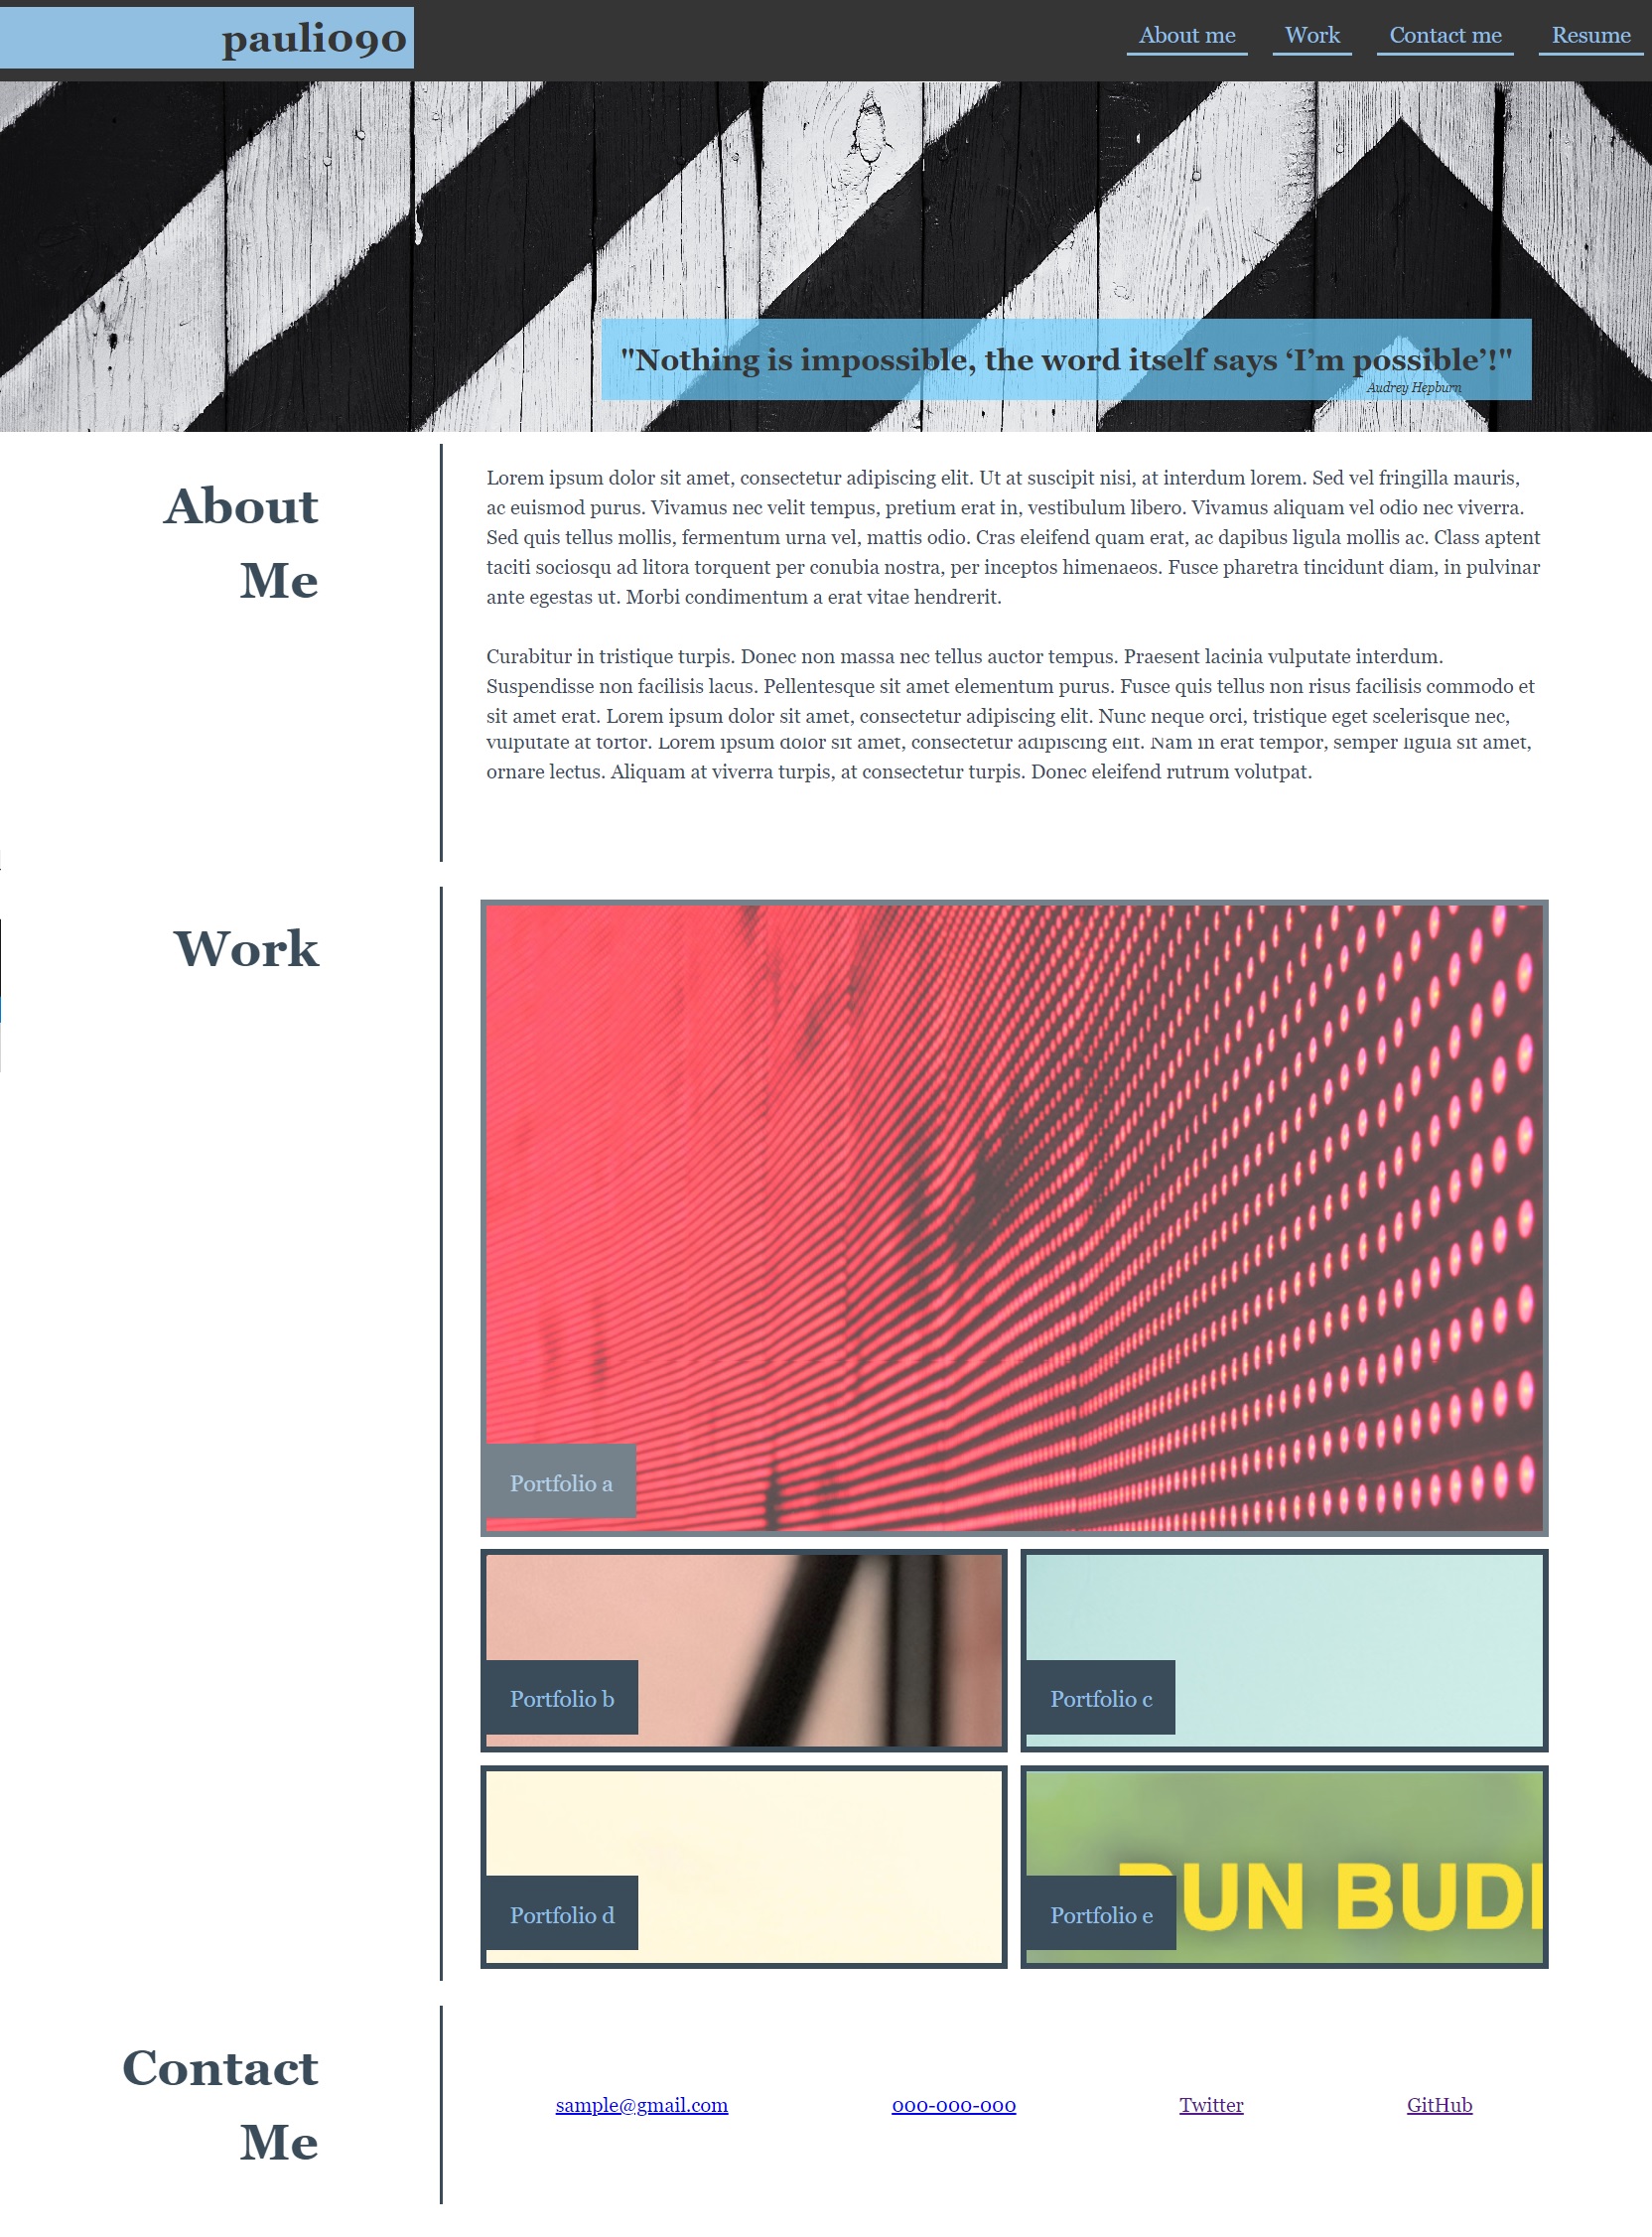 pauli090
About me Work Contact me Resume
"Nothing is impossible, the word itself says ‘I’m possible’!"
Audrey Hepburn
About
Me
Lorem ipsum dolor sit amet, consectetur adipiscing elit. Ut at suscipit nisi, at interdum lorem. Sed vel fringilla mauris,
ac euismod purus. Vivamus nec velit tempus, pretium erat in, vestibulum libero. Vivamus aliquam vel odio nec viverra.
Sed quis tellus mollis, fermentum urna vel, mattis odio. Cras eleifend quam erat, ac dapibus ligula mollis ac. Class aptent
taciti sociosqu ad litora torquent per conubia nostra, per inceptos himenaeos. Fusce pharetra tincidunt diam, in pulvinar
ante egestas ut. Morbi condimentum a erat vitae hendrerit.
Curabitur in tristique turpis. Donec non massa nec tellus auctor tempus. Praesent lacinia vulputate interdum.
Suspendisse non facilisis lacus. Pellentesque sit amet elementum purus. Fusce quis tellus non risus facilisis commodo et
sit amet erat. Lorem ipsum dolor sit amet, consectetur adipiscing elit. Nunc neque orci, tristique eget scelerisque nec,
vulputate at tortor. Lorem ipsum dolor sit amet, consectetur adipiscing elit. Nam in erat tempor, semper ligula sit amet,
ornare lectus. Aliquam at viverra turpis, at consectetur turpis. Donec eleifend rutrum volutpat.
Work
Portfolio a
Portfolio b
Portfolio c
Portfolio d
Portfolio e
RUN BUDD
Contact
Me
sample@gmail.com 000-000-000 Twitter GitHub